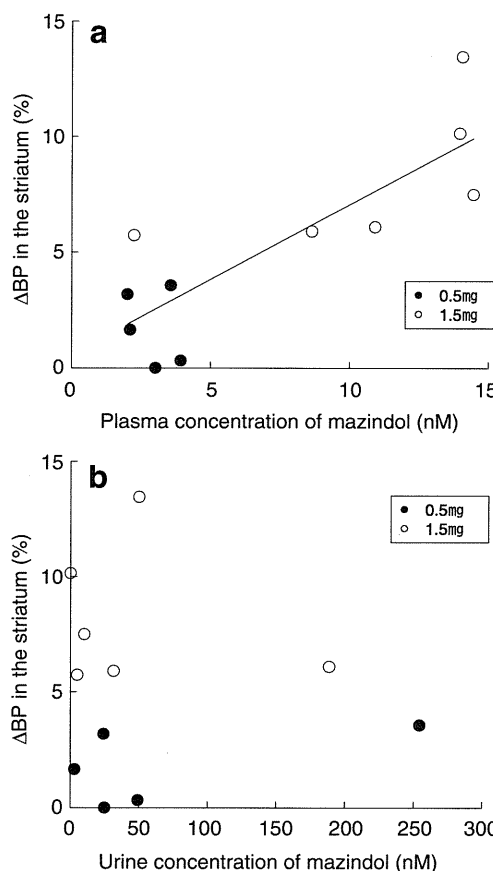 a
15
10
5
0
ΔBP in the striatum (%)
● 0.5mg
○ 1.5mg
0 5 10 15
Plasma concentration of mazindol (nM)
b
15
10
5
0
ΔBP in the striatum (%)
● 0.5mg
○ 1.5mg
0 50 100 150 200 250 300
Urine concentration of mazindol (nM)